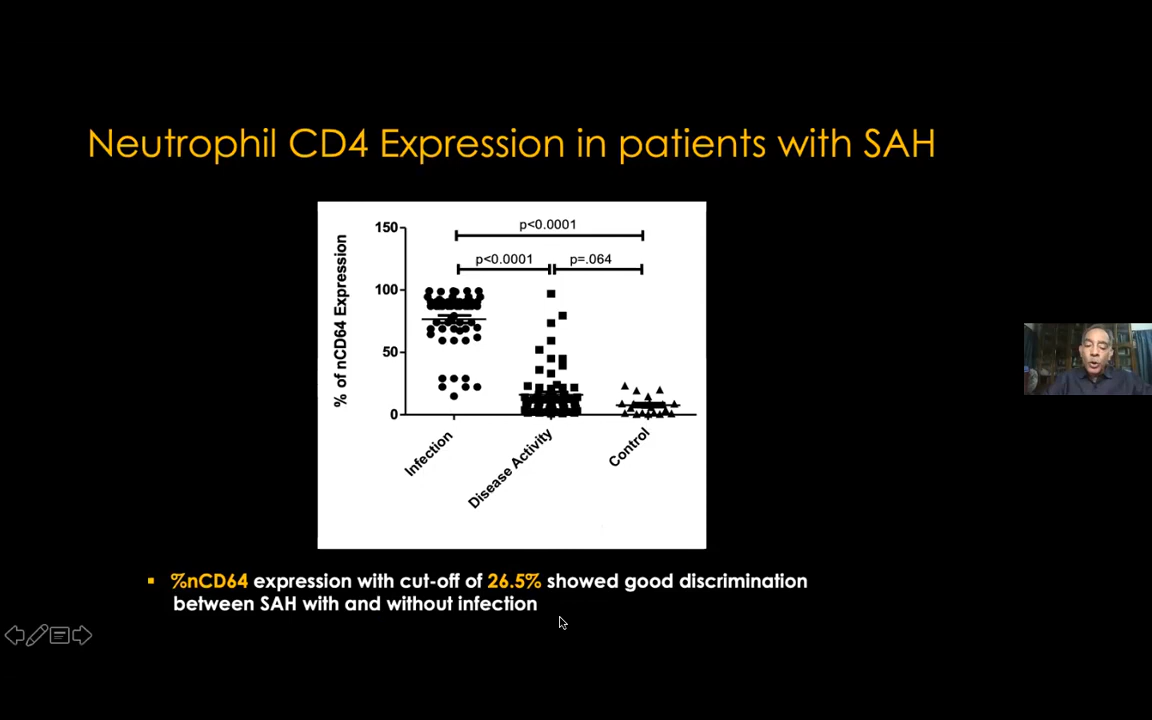 Neutrophil CD4 Expression in patients with SAH
p<0.0001
p<0.0001
p=.064
% of nCD64 Expression
150
100
50
0
Infection
Disease Activity
Control
▪ %nCD64 expression with cut-off of 26.5% showed good discrimination
between SAH with and without infection